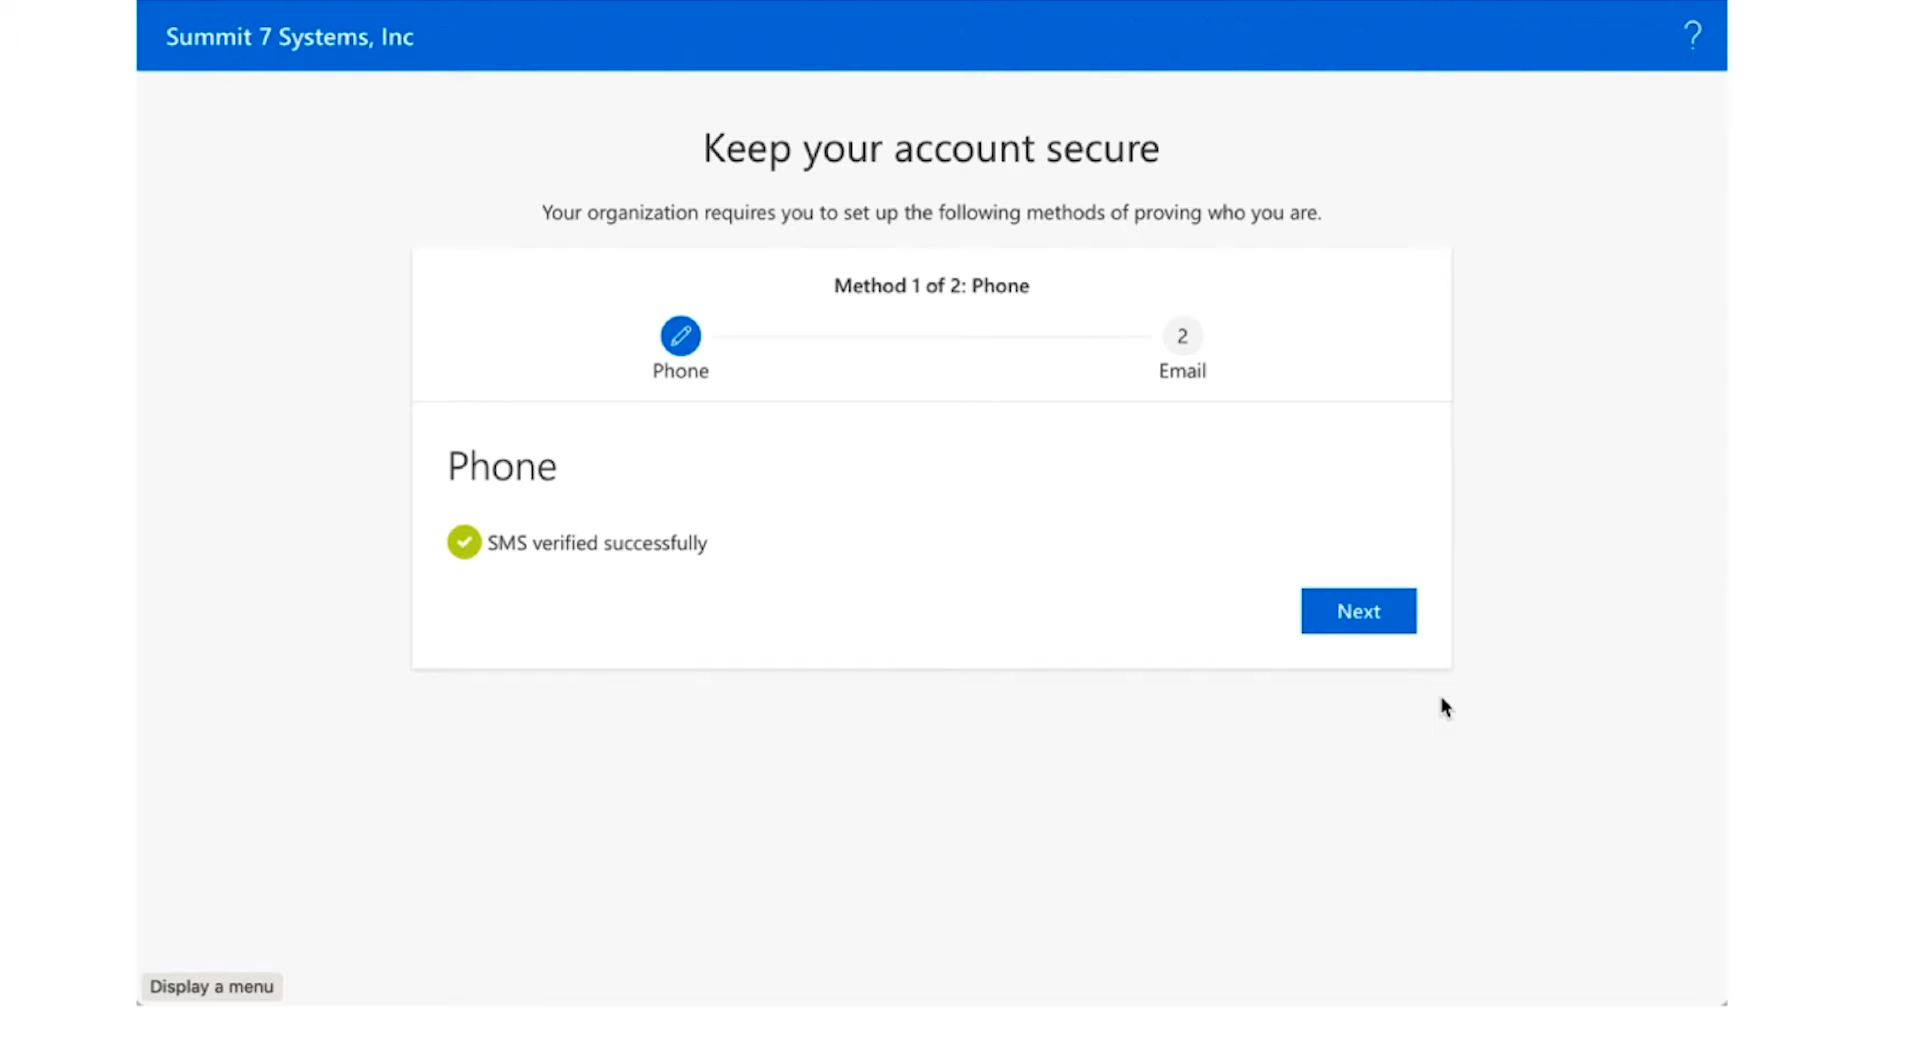 Summit 7 Systems, Inc
?
Keep your account secure
Your organization requires you to set up the following methods of proving who you are.
Method 1 of 2: Phone
2
Phone
Email
Phone
SMS verified successfully
Next
Display a menu